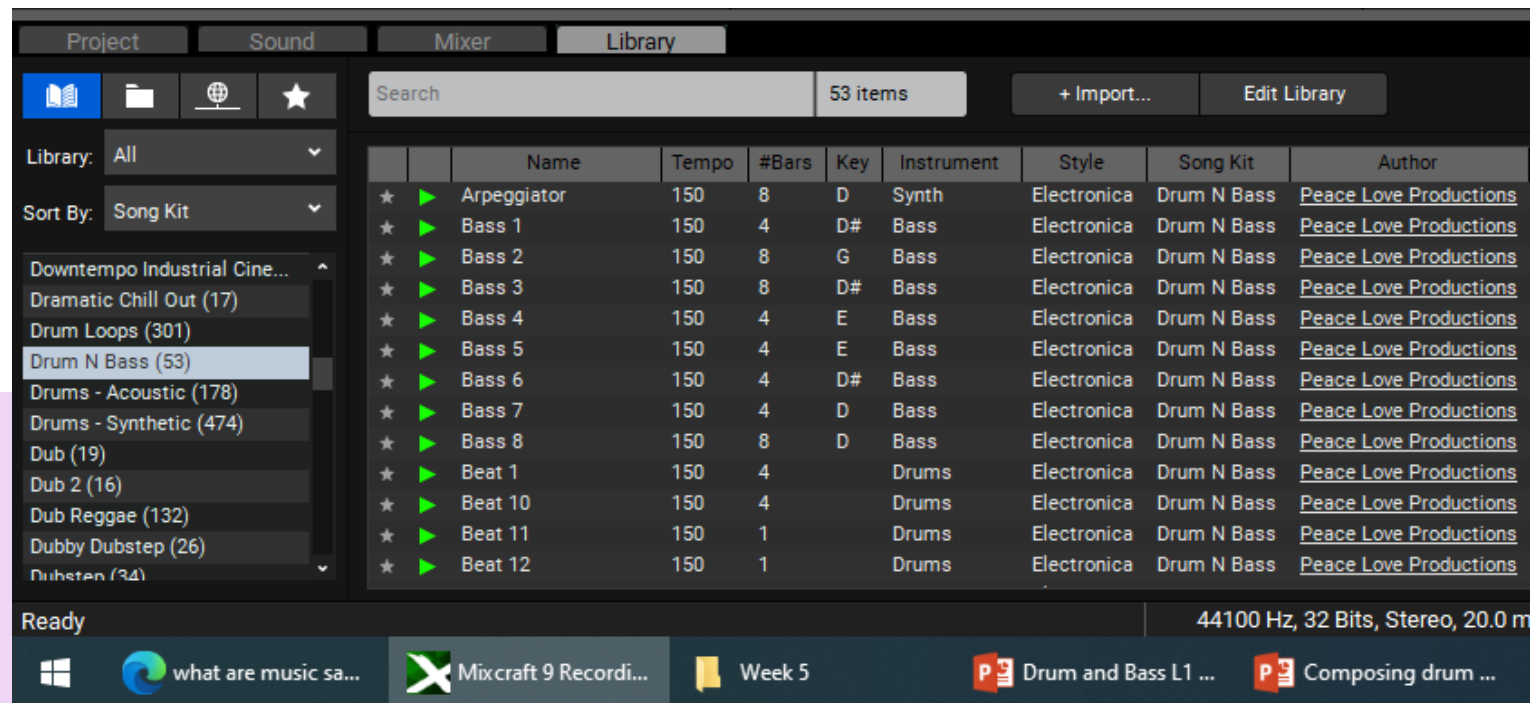 Project Sound Mixer Library
Search 53 items + Import... Edit Library
Library: All
Sort By: Song Kit
Downtempo Industrial Cine...
Dramatic Chill Out (17)
Drum Loops (301)
Drum N Bass (53)
Drums - Acoustic (178)
Drums - Synthetic (474)
Dub (19)
Dub 2 (16)
Dub Reggae (132)
Dubby Dubstep (26)
Dubstep (34)
Name Tempo #Bars Key Instrument Style Song Kit Author
Arpeggiator 150 8 D Synth Electronica Drum N Bass Peace Love Productions
Bass 1 150 4 D# Bass Electronica Drum N Bass Peace Love Productions
Bass 2 150 8 G Bass Electronica Drum N Bass Peace Love Productions
Bass 3 150 8 D# Bass Electronica Drum N Bass Peace Love Productions
Bass 4 150 4 E Bass Electronica Drum N Bass Peace Love Productions
Bass 5 150 4 E Bass Electronica Drum N Bass Peace Love Productions
Bass 6 150 4 D# Bass Electronica Drum N Bass Peace Love Productions
Bass 7 150 4 D Bass Electronica Drum N Bass Peace Love Productions
Bass 8 150 8 D Bass Electronica Drum N Bass Peace Love Productions
Beat 1 150 4 Drums Electronica Drum N Bass Peace Love Productions
Beat 10 150 4 Drums Electronica Drum N Bass Peace Love Productions
Beat 11 150 1 Drums Electronica Drum N Bass Peace Love Productions
Beat 12 150 1 Drums Electronica Drum N Bass Peace Love Productions
Ready 44100 Hz, 32 Bits, Stereo, 20.0 m
what are music sa... Mixcraft 9 Recordi... Week 5 Drum and Bass L1 ... Composing drum ...